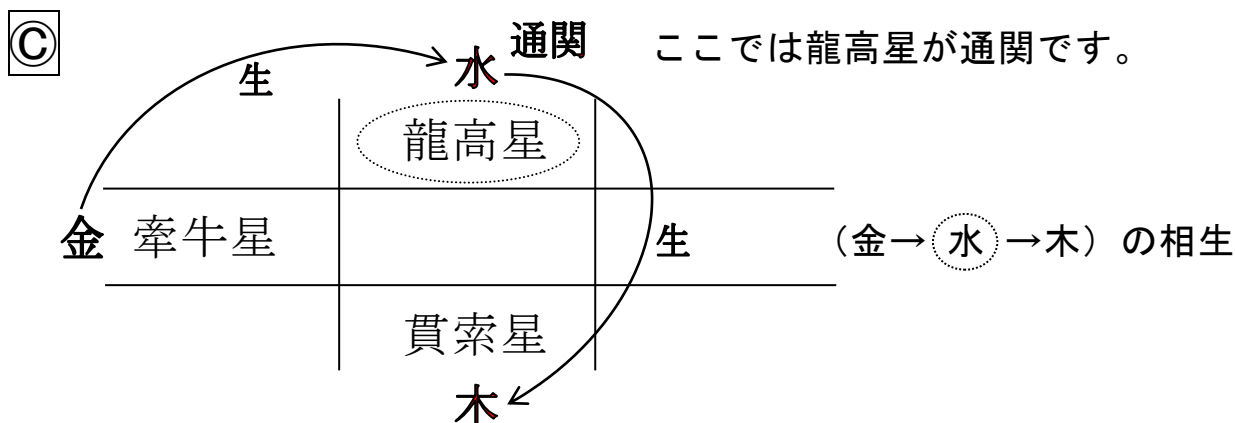 Ⓒ
通関
ここでは龍高星が通関です。
水
生
龍高星
金
牽牛星
生
(金→水→木)の相生
貫索星
木